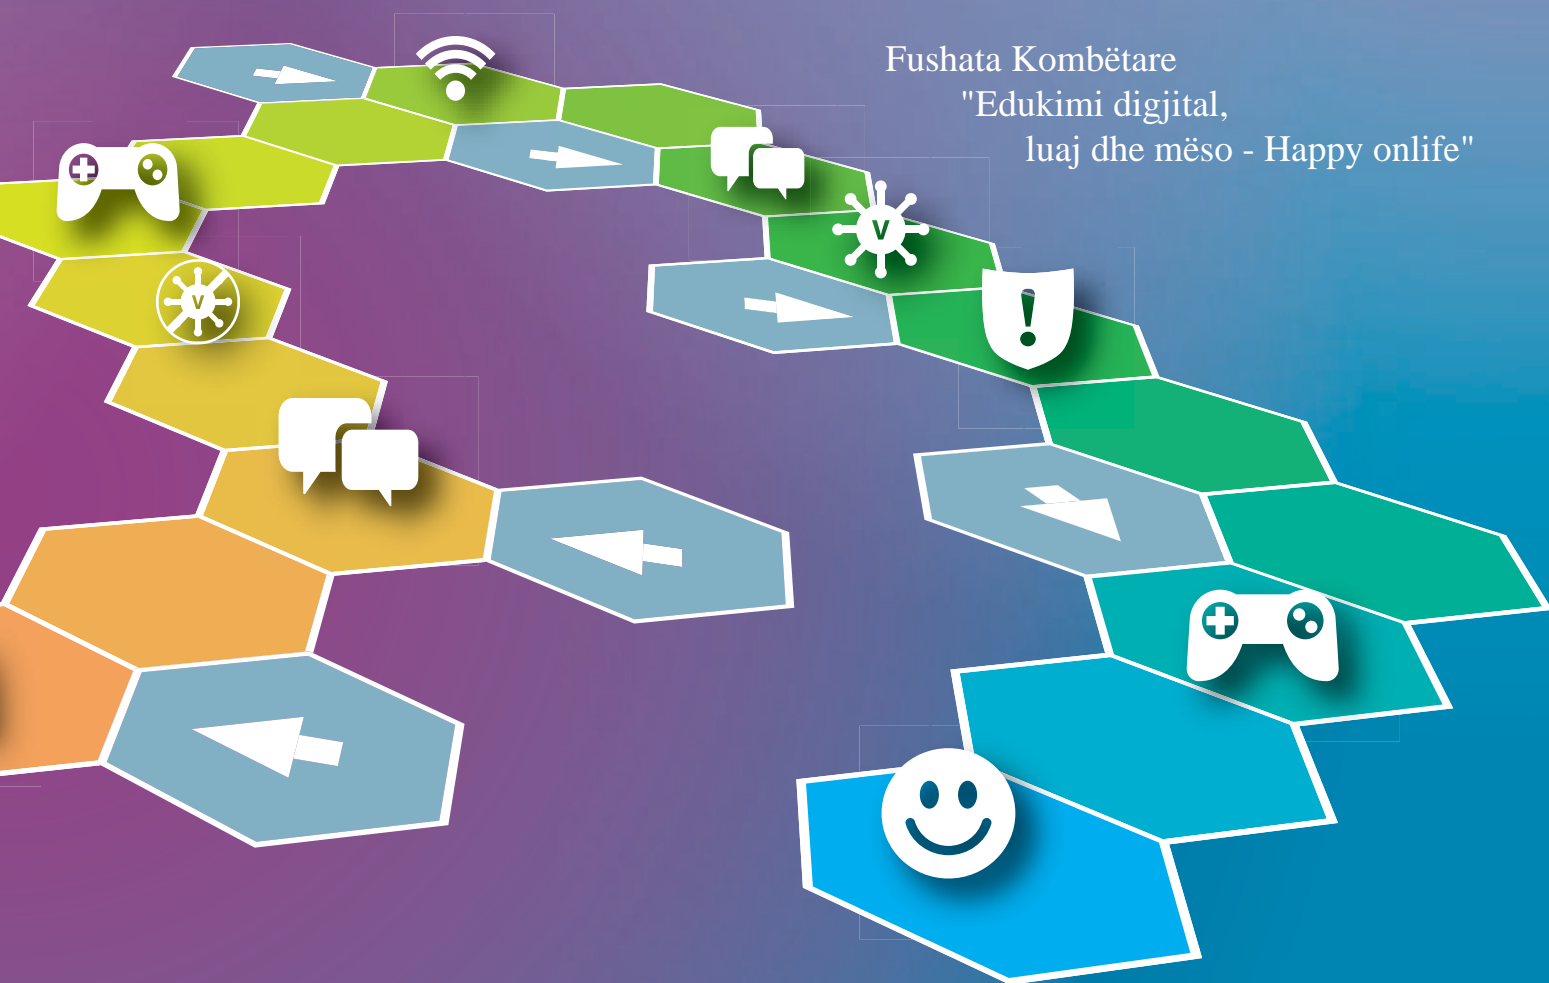 Fushata Kombëtare
"Edukimi digjital,
luaj dhe mëso - Happy onlife"
V
V